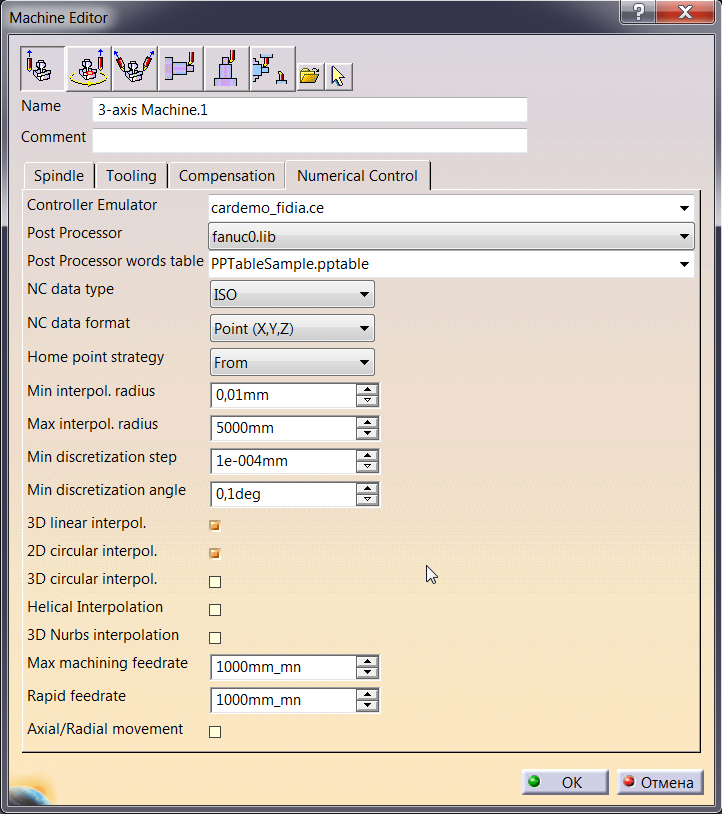 Machine Editor
Name 3-axis Machine.1
Comment
Spindle Tooling Compensation Numerical Control
Controller Emulator cardemo_fidia.ce
Post Processor fanuc0.lib
Post Processor words table PPTableSample.pptable
NC data type ISO
NC data format Point (X,Y,Z)
Home point strategy From
Min interpol. radius 0,01mm
Max interpol. radius 5000mm
Min discretization step 1e-004mm
Min discretization angle 0,1deg
3D linear interpol.
2D circular interpol.
3D circular interpol.
Helical Interpolation
3D Nurbs interpolation
Max machining feedrate 1000mm_mn
Rapid feedrate 1000mm_mn
Axial/Radial movement
OK Отмена